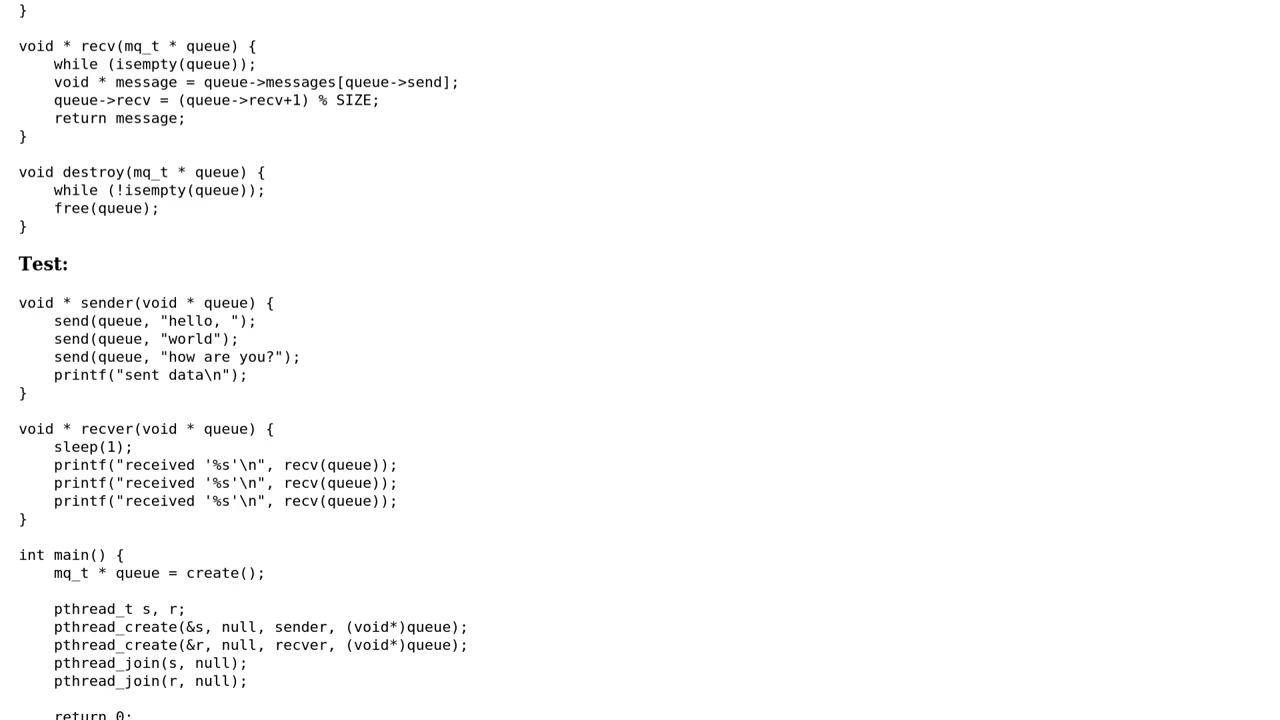 }

void * recv(mq_t * queue) {
    while (isempty(queue));
    void * message = queue->messages[queue->send];
    queue->recv = (queue->recv+1) % SIZE;
    return message;
}

void destroy(mq_t * queue) {
    while (!isempty(queue));
    free(queue);
}

Test:

void * sender(void * queue) {
    send(queue, "hello, ");
    send(queue, "world");
    send(queue, "how are you?");
    printf("sent data\n");
}

void * recver(void * queue) {
    sleep(1);
    printf("received '%s'\n", recv(queue));
    printf("received '%s'\n", recv(queue));
    printf("received '%s'\n", recv(queue));
}

int main() {
    mq_t * queue = create();

    pthread_t s, r;
    pthread_create(&s, null, sender, (void*)queue);
    pthread_create(&r, null, recver, (void*)queue);
    pthread_join(s, null);
    pthread_join(r, null);

    return 0;